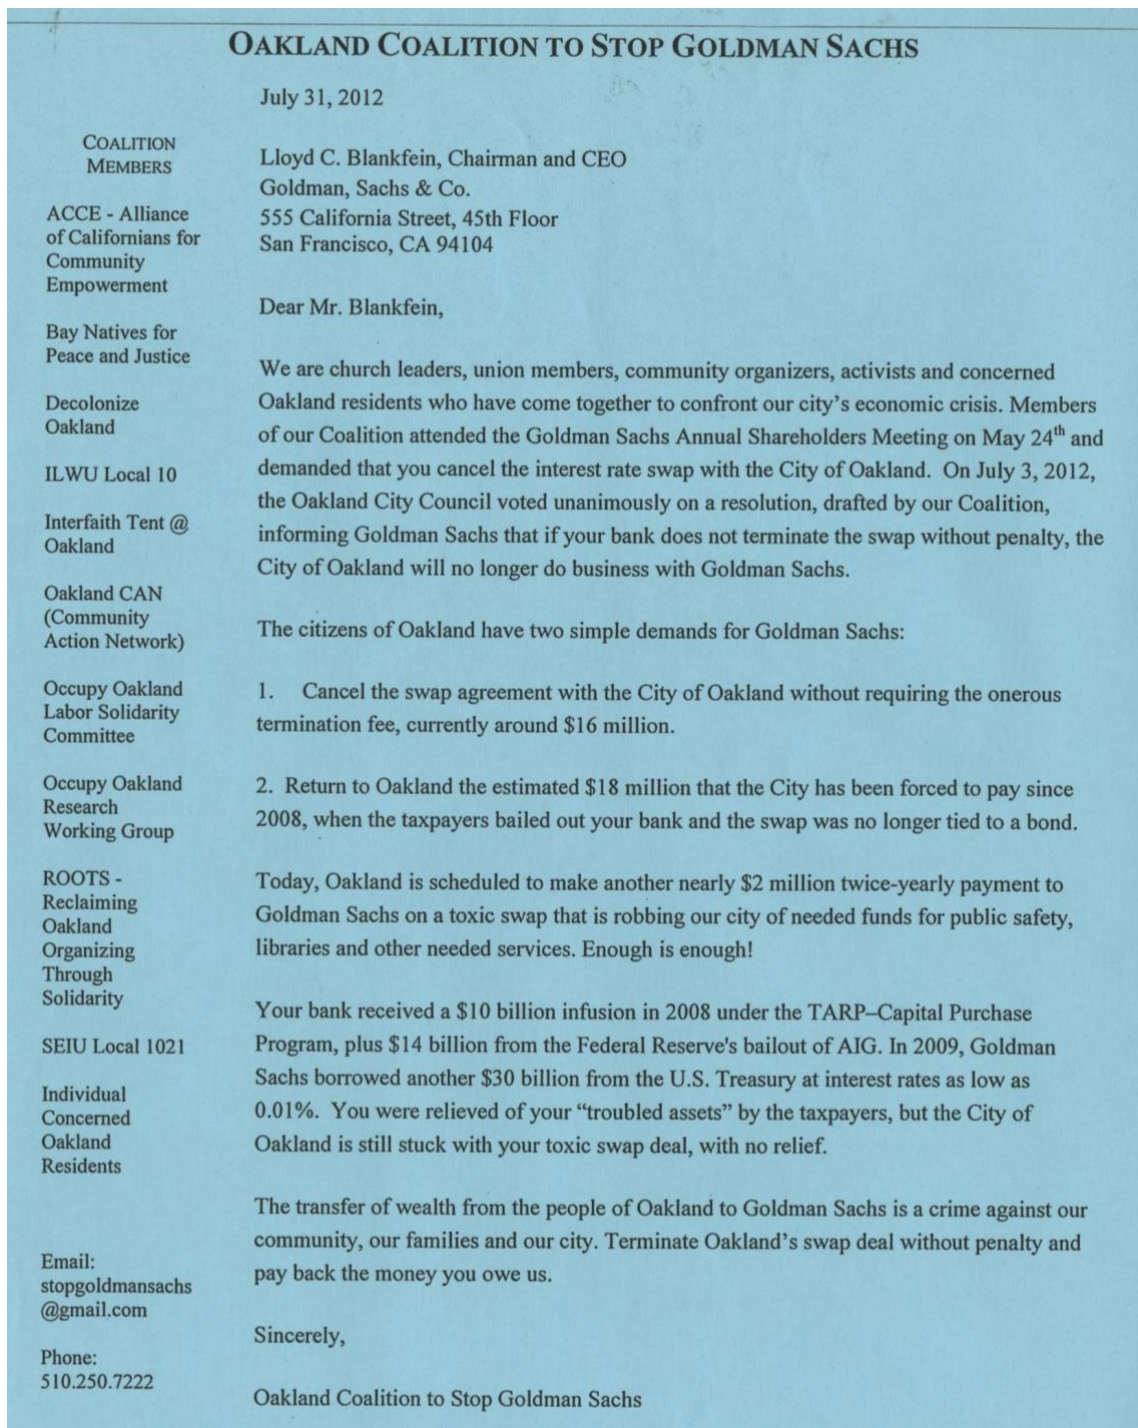 OAKLAND COALITION TO STOP GOLDMAN SACHS
July 31, 2012
COALITION
MEMBERS
ACCE - Alliance
of Californians for
Community
Empowerment
Bay Natives for
Peace and Justice
Decolonize
Oakland
ILWU Local 10
Interfaith Tent @
Oakland
Oakland CAN
(Community
Action Network)
Occupy Oakland
Labor Solidarity
Committee
Occupy Oakland
Research
Working Group
ROOTS -
Reclaiming
Oakland
Organizing
Through
Solidarity
SEIU Local 1021
Individual
Concerned
Oakland
Residents
Email:
stopgoldmansachs
@gmail.com
Phone:
510.250.7222
Lloyd C. Blankfein, Chairman and CEO
Goldman, Sachs & Co.
555 California Street, 45th Floor
San Francisco, CA 94104
Dear Mr. Blankfein,
We are church leaders, union members, community organizers, activists and concerned
Oakland residents who have come together to confront our city's economic crisis. Members
of our Coalition attended the Goldman Sachs Annual Shareholders Meeting on May 24th and
demanded that you cancel the interest rate swap with the City of Oakland. On July 3, 2012,
the Oakland City Council voted unanimously on a resolution, drafted by our Coalition,
informing Goldman Sachs that if your bank does not terminate the swap without penalty, the
City of Oakland will no longer do business with Goldman Sachs.
The citizens of Oakland have two simple demands for Goldman Sachs:
1. Cancel the swap agreement with the City of Oakland without requiring the onerous
termination fee, currently around $16 million.
2. Return to Oakland the estimated $18 million that the City has been forced to pay since
2008, when the taxpayers bailed out your bank and the swap was no longer tied to a bond.
Today, Oakland is scheduled to make another nearly $2 million twice-yearly payment to
Goldman Sachs on a toxic swap that is robbing our city of needed funds for public safety,
libraries and other needed services. Enough is enough!
Your bank received a $10 billion infusion in 2008 under the TARP–Capital Purchase
Program, plus $14 billion from the Federal Reserve's bailout of AIG. In 2009, Goldman
Sachs borrowed another $30 billion from the U.S. Treasury at interest rates as low as
0.01%. You were relieved of your “troubled assets” by the taxpayers, but the City of
Oakland is still stuck with your toxic swap deal, with no relief.
The transfer of wealth from the people of Oakland to Goldman Sachs is a crime against our
community, our families and our city. Terminate Oakland's swap deal without penalty and
pay back the money you owe us.
Sincerely,
Oakland Coalition to Stop Goldman Sachs